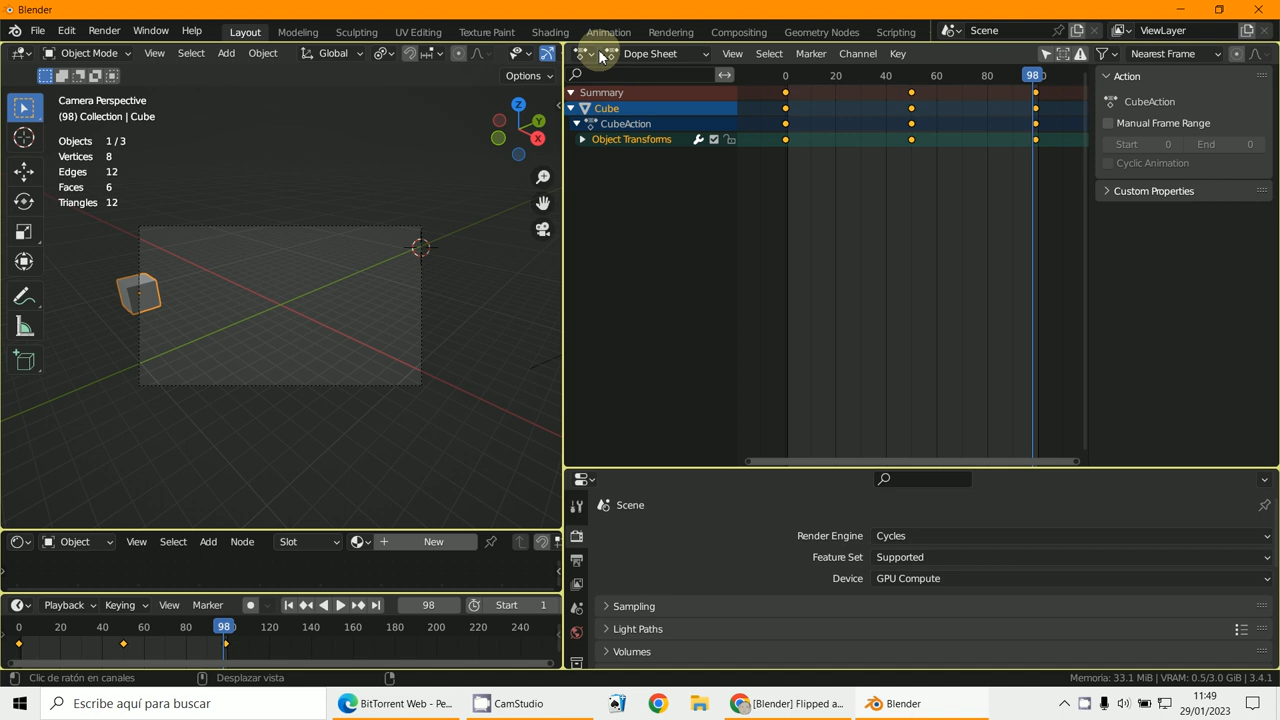 Blender
File Edit Render Window Help Layout Modeling Sculpting UV Editing Texture Paint Shading Animation Rendering Compositing Geometry Nodes Scripting Scene ViewLayer
Object Mode View Select Add Object Global
Dope Sheet View Select Marker Channel Key Nearest Frame
Options
Camera Perspective
(98) Collection | Cube
Objects 1 / 3
Vertices 8
Edges 12
Faces 6
Triangles 12
Z
Y
X
0 20 40 60 80 98
Summary
Cube
CubeAction
Object Transforms
Action
CubeAction
Manual Frame Range
Start 0 End 0
Cyclic Animation
Custom Properties
Scene
Render Engine Cycles
Feature Set Supported
Device GPU Compute
Sampling
Light Paths
Volumes
Object View Select Add Node Slot New
Playback Keying View Marker 98 Start 1
0 20 40 60 80 98 120 140 160 180 200 220 240
Clic de ratón en canales Desplazar vista Memoria: 33.1 MiB | VRAM: 0.5/3.0 GiB | 3.4.1
Escribe aquí para buscar BitTorrent Web - Pe... CamStudio [Blender] Flipped a... Blender
11:49
29/01/2023